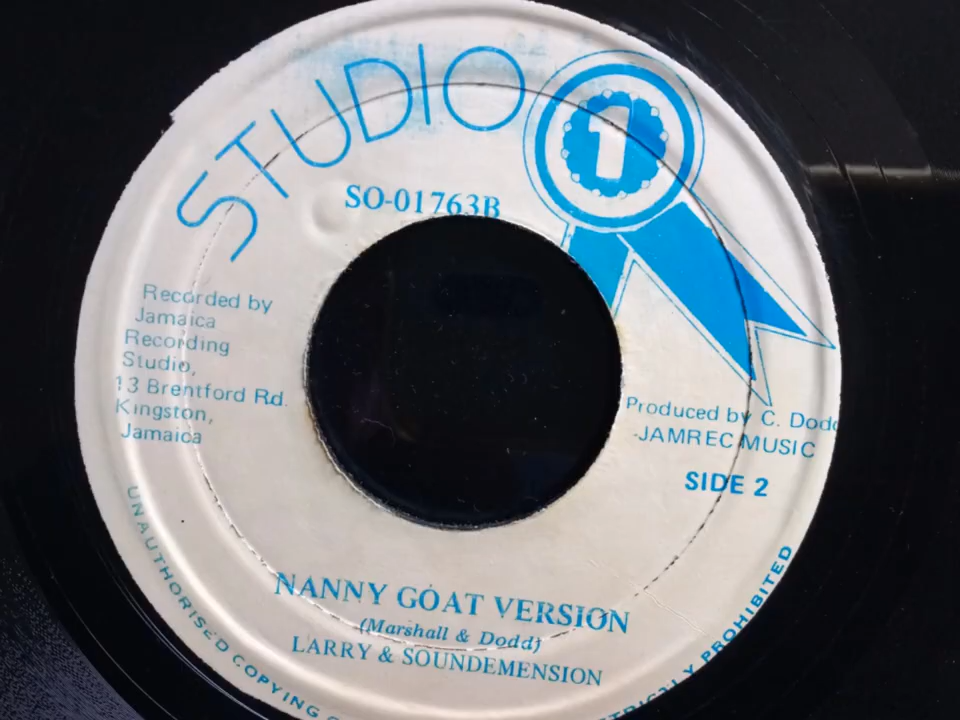 STUDIO 1
SO-01763B
Recorded by
Jamaica
Recording
Studio,
13 Brentford Rd.
Kingston,
Jamaica
Produced by C. Dodd
JAMREC MUSIC
SIDE 2
NANNY GOAT VERSION
(Marshall & Dodd)
LARRY & SOUNDEMENSION
UNAUTHORISED COPYING PROHIBITED